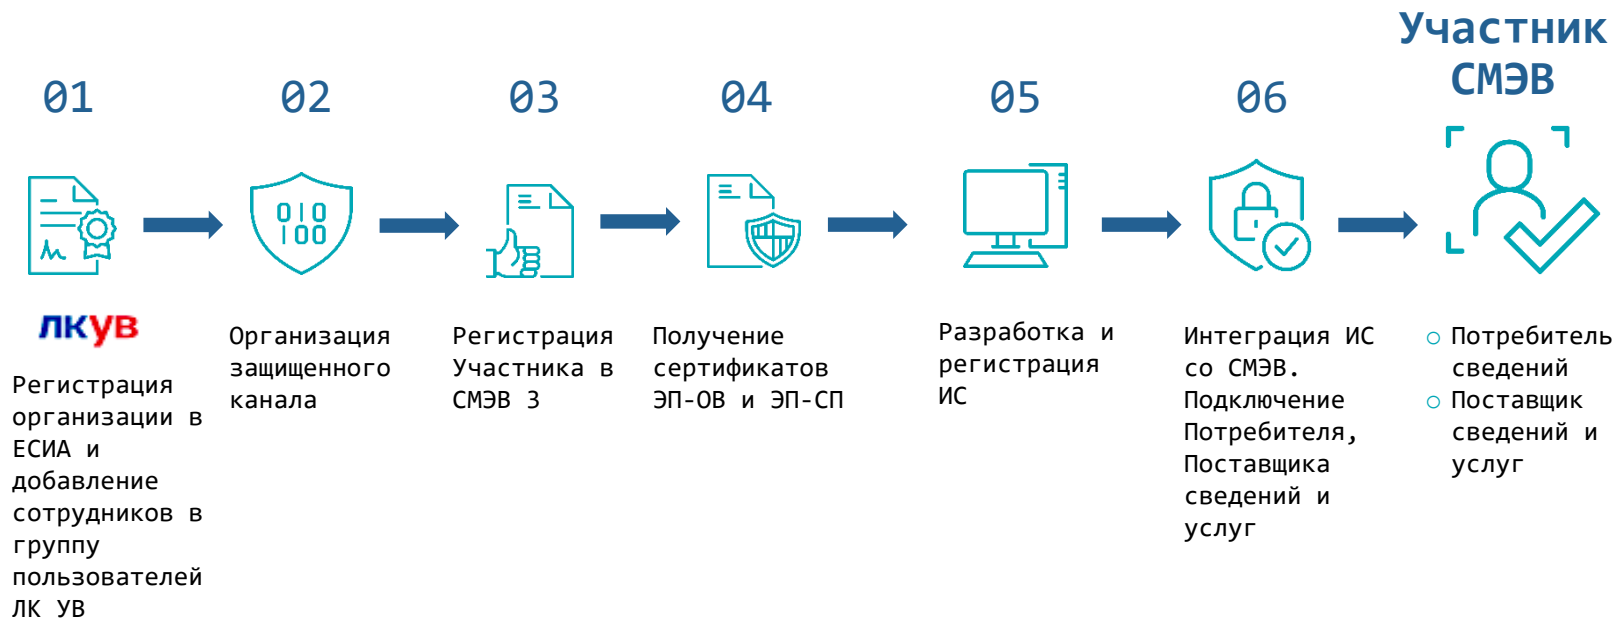 Участник
СМЭВ
01
02
03
04
05
06
010
100
лкув
Регистрация
организации в
ЕСИА и
добавление
сотрудников в
группу
пользователей
ЛК УВ
Организация
защищенного
канала
Регистрация
Участника в
СМЭВ 3
Получение
сертификатов
ЭП-ОВ и ЭП-СП
Разработка и
регистрация
ИС
Интеграция ИС
со СМЭВ.
Подключение
Потребителя,
Поставщика
сведений и
услуг
Потребитель
сведений
Поставщик
сведений и
услуг